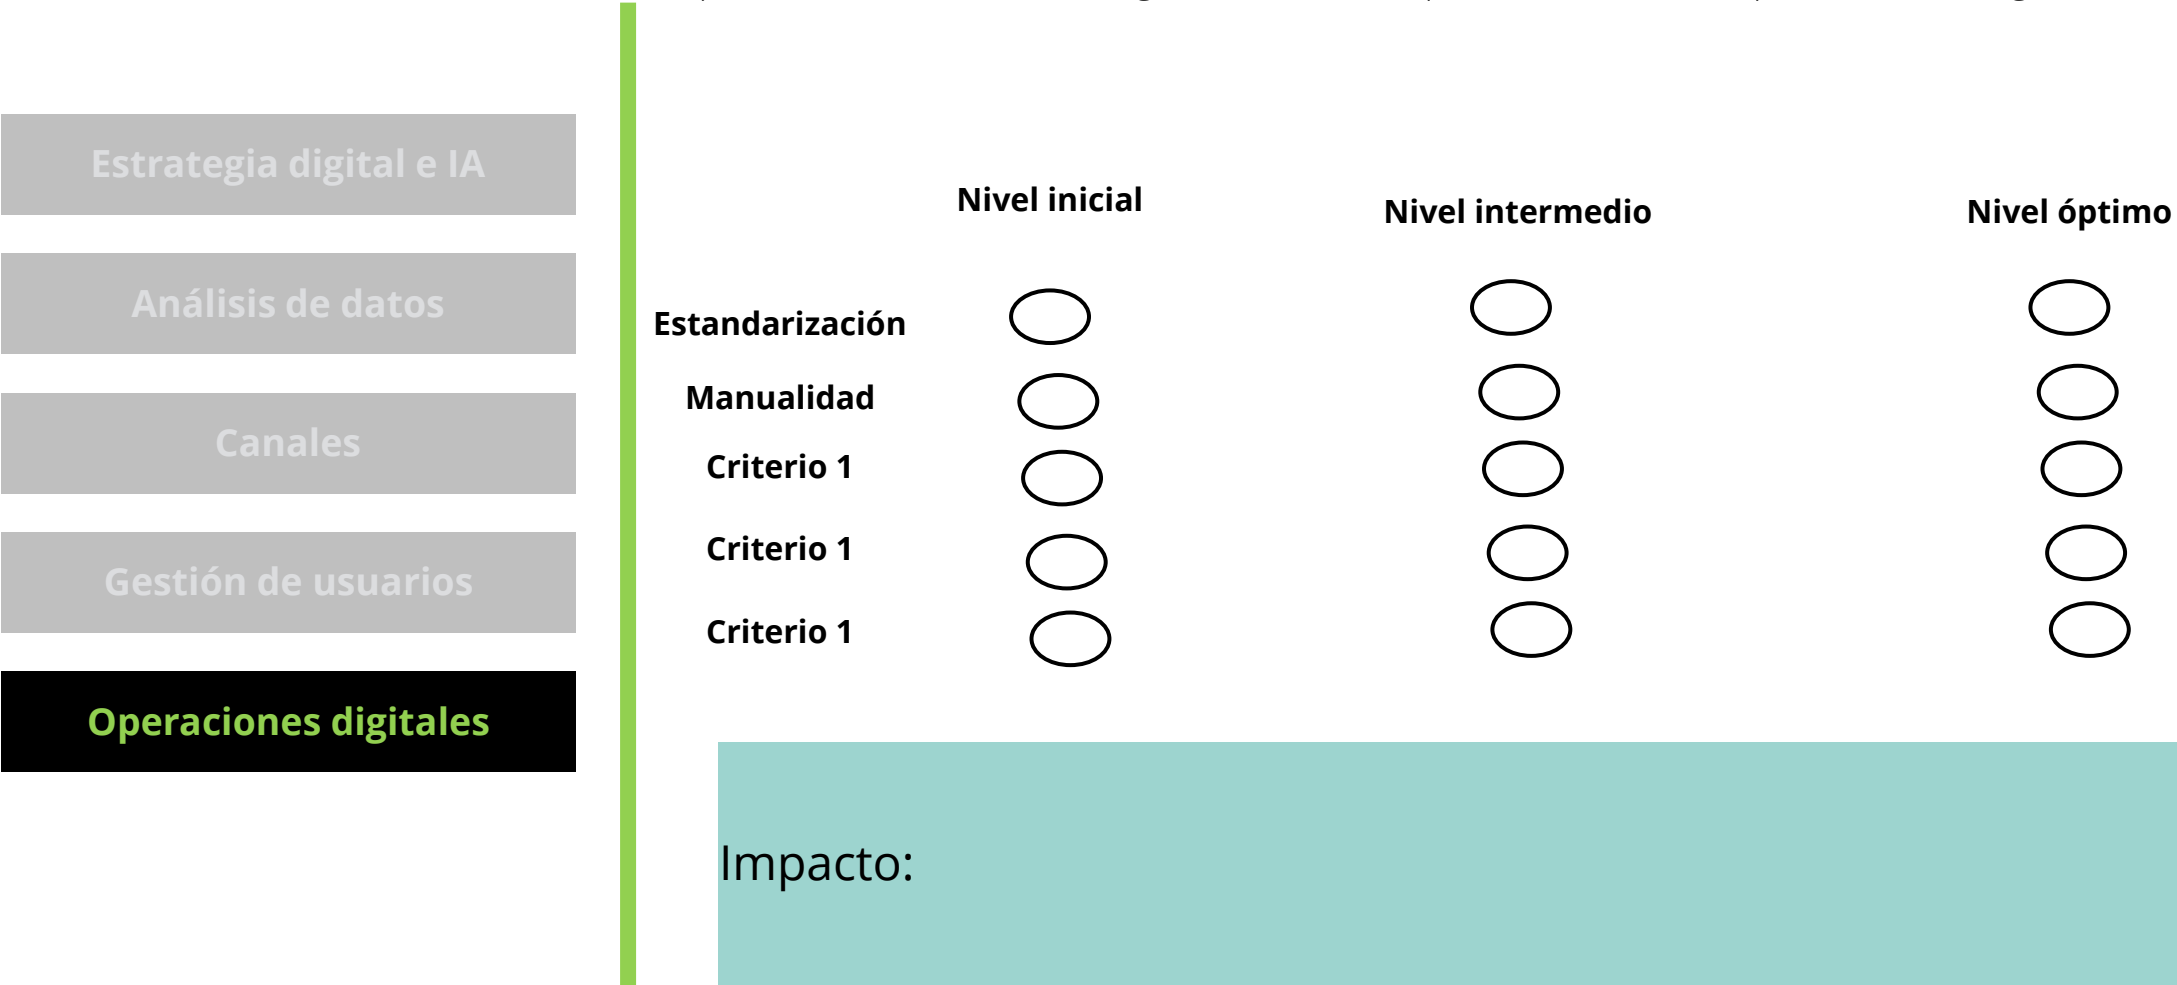 Estrategia digital e IA
Análisis de datos
Canales
Gestión de usuarios
Operaciones digitales
Nivel inicial
Nivel intermedio
Nivel óptimo
Estandarización
Manualidad
Criterio 1
Criterio 1
Criterio 1
Impacto: